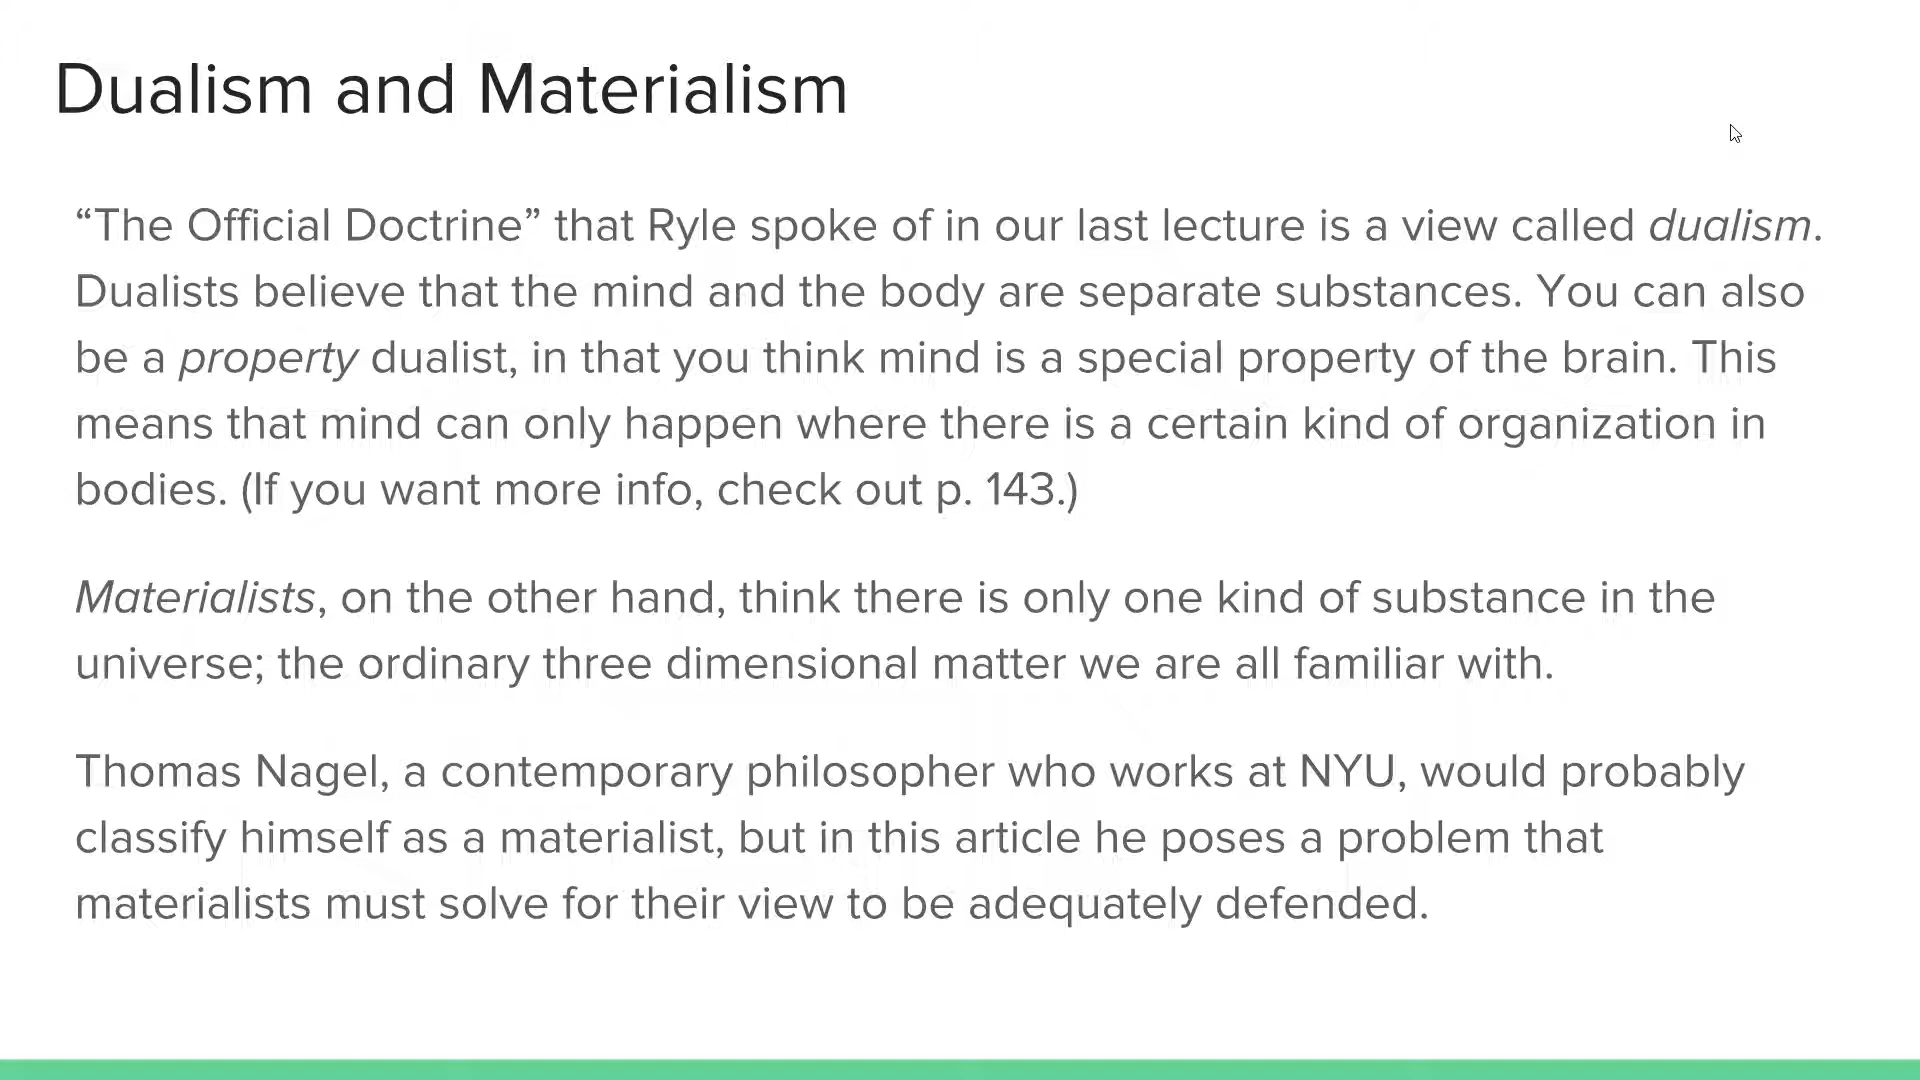 Dualism and Materialism
“The Official Doctrine” that Ryle spoke of in our last lecture is a view called dualism.
Dualists believe that the mind and the body are separate substances. You can also
be a property dualist, in that you think mind is a special property of the brain. This
means that mind can only happen where there is a certain kind of organization in
bodies. (If you want more info, check out p. 143.)
Materialists, on the other hand, think there is only one kind of substance in the
universe; the ordinary three dimensional matter we are all familiar with.
Thomas Nagel, a contemporary philosopher who works at NYU, would probably
classify himself as a materialist, but in this article he poses a problem that
materialists must solve for their view to be adequately defended.